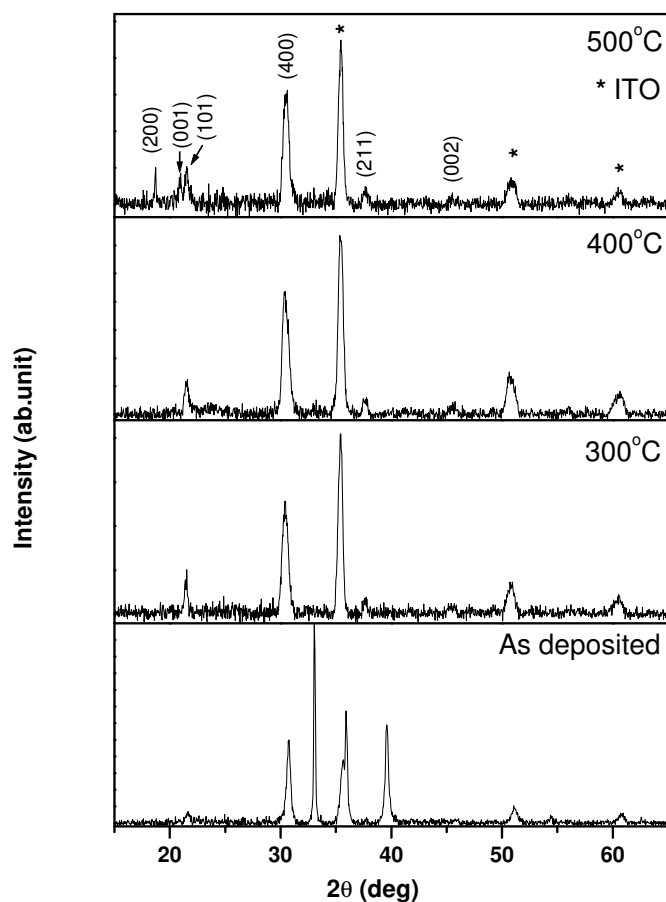 500°C
* ITO
(200)
(001)
(101)
(400)
*
(211)
(002)
*
*
400°C
300°C
As deposited
Intensity (ab.unit)
20 30 40 50 60
2θ (deg)